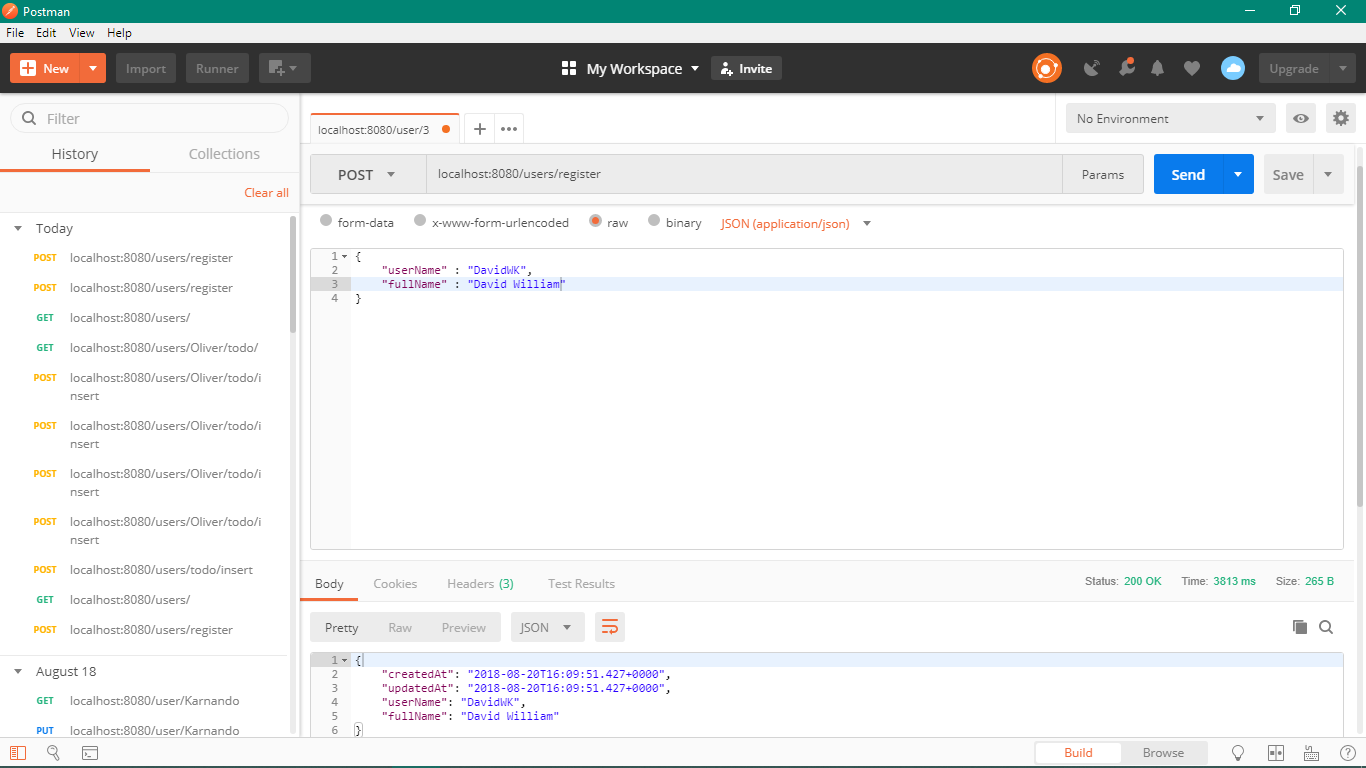 Postman
File Edit View Help
New Import Runner My Workspace Invite Upgrade
Filter
History Collections
Clear all
Today
POST localhost:8080/users/register
POST localhost:8080/users/register
GET localhost:8080/users/
GET localhost:8080/users/Oliver/todo/
POST localhost:8080/users/Oliver/todo/i
nsert
POST localhost:8080/users/Oliver/todo/i
nsert
POST localhost:8080/users/Oliver/todo/i
nsert
POST localhost:8080/users/Oliver/todo/i
nsert
POST localhost:8080/users/todo/insert
GET localhost:8080/users/
POST localhost:8080/users/register
August 18
GET localhost:8080/user/Karnando
PUT localhost:8080/user/Karnando
localhost:8080/user/3 No Environment
POST localhost:8080/users/register Params Send Save
form-data x-www-form-urlencoded raw binary JSON (application/json)
1 {
2 "userName" : "DavidWK",
3 "fullName" : "David William"
4 }
Body Cookies Headers (3) Test Results Status: 200 OK Time: 3813 ms Size: 265 B
Pretty Raw Preview JSON
1 {
2 "createdAt": "2018-08-20T16:09:51.427+0000",
3 "updatedAt": "2018-08-20T16:09:51.427+0000",
4 "userName": "DavidWK",
5 "fullName": "David William"
6 }
Build Browse